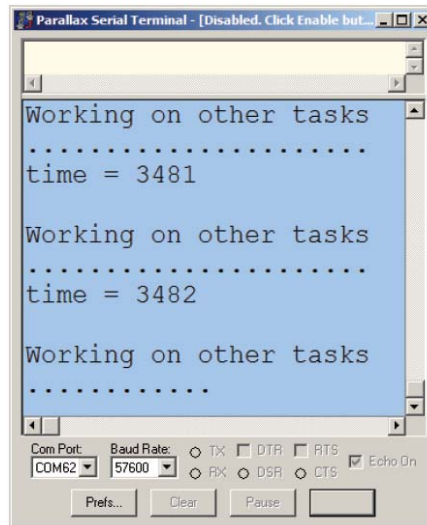 Parallax Serial Terminal - [Disabled. Click Enable but...
Working on other tasks
.......................
time = 3481
Working on other tasks
.......................
time = 3482
Working on other tasks
............
Com Port: Baud Rate: TX DTR RTS
COM62 57600 RX DSR CTS Echo On
Prefs... Clear Pause